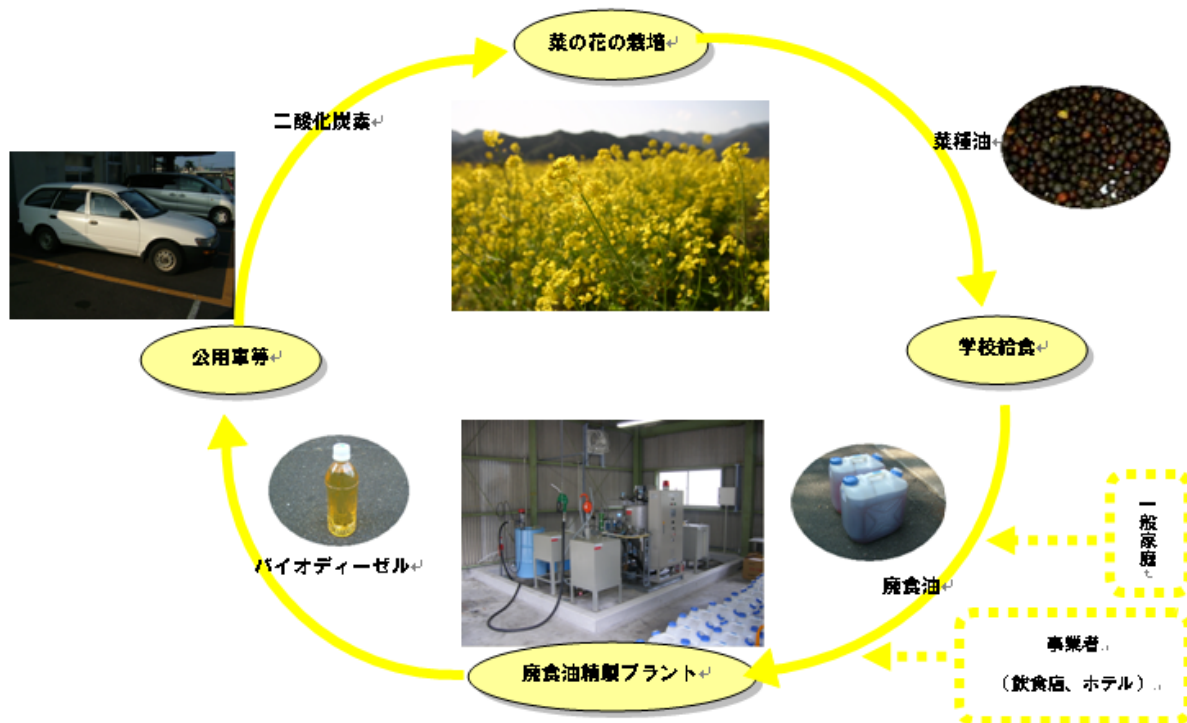 菜の花の栽培
二酸化炭素
菜種油
公用車等
学校給食
バイオディーゼル
廃食油
一般家庭
事業者
（飲食店、ホテル）
廃食油精製プラント